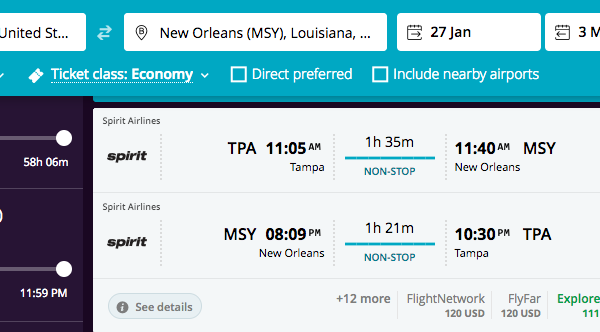 United St...
New Orleans (MSY), Louisiana, ...
27 Jan
3 M
Ticket class: Economy
Direct preferred
Include nearby airports
58h 06m
11:59 PM
Spirit Airlines
spirit
TPA 11:05 AM
Tampa
1h 35m
NON-STOP
11:40 AM MSY
New Orleans
Spirit Airlines
spirit
MSY 08:09 PM
New Orleans
1h 21m
NON-STOP
10:30 PM TPA
Tampa
See details
+12 more
FlightNetwork
120 USD
FlyFar
120 USD
Explore
111